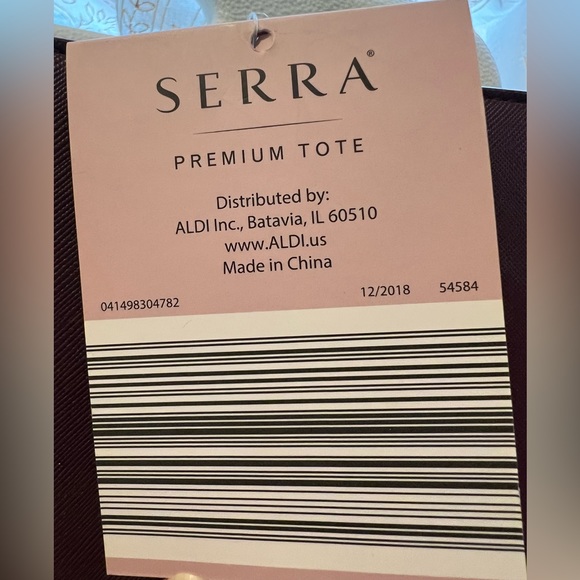 SERRA®
PREMIUM TOTE
Distributed by:
ALDI Inc., Batavia, IL 60510
www.ALDI.us
Made in China
041498304782 12/2018 54584